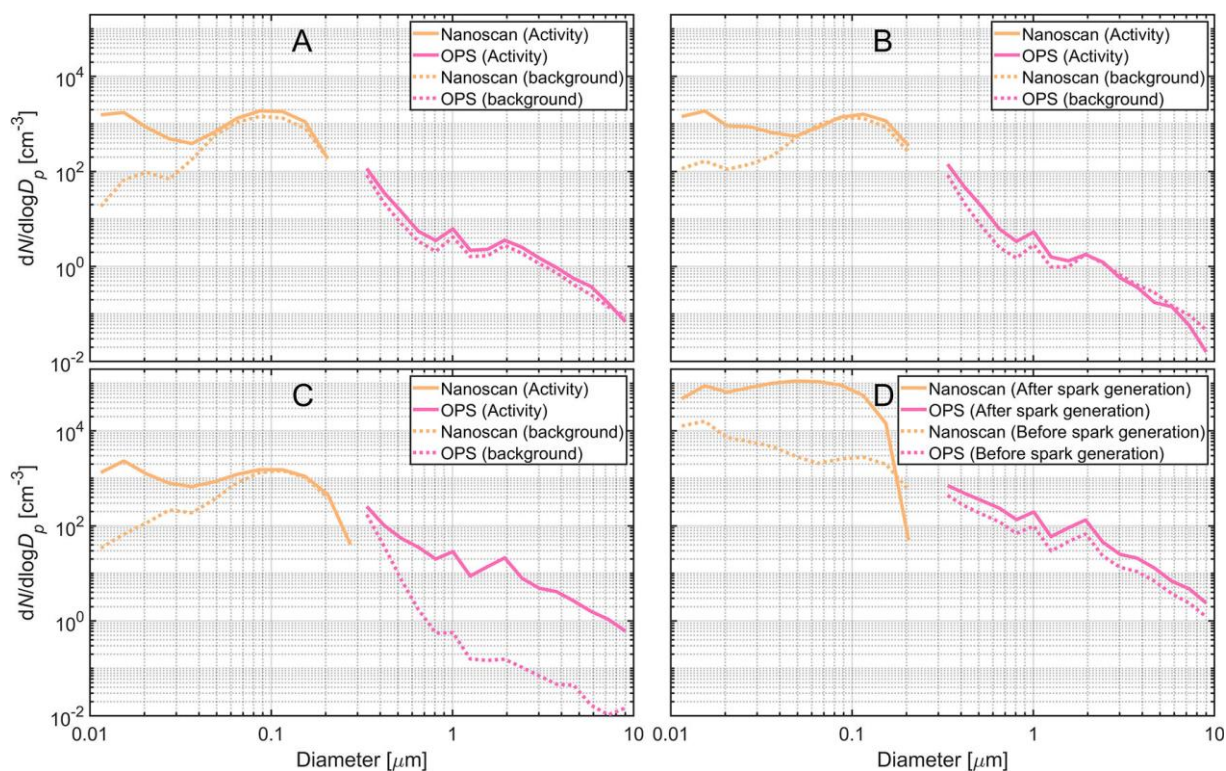 A
Nanoscan (Activity)
OPS (Activity)
Nanoscan (background)
OPS (background)
B
Nanoscan (Activity)
OPS (Activity)
Nanoscan (background)
OPS (background)
dN/dlogDp [cm-3]
10^4
10^2
10^0
10^-2
C
Nanoscan (Activity)
OPS (Activity)
Nanoscan (background)
OPS (background)
D
Nanoscan (After spark generation)
OPS (After spark generation)
Nanoscan (Before spark generation)
OPS (Before spark generation)
dN/dlogDp [cm-3]
10^4
10^2
10^0
10^-2
0.01 0.1 1 10
0.01 0.1 1 10
Diameter [μm]
Diameter [μm]